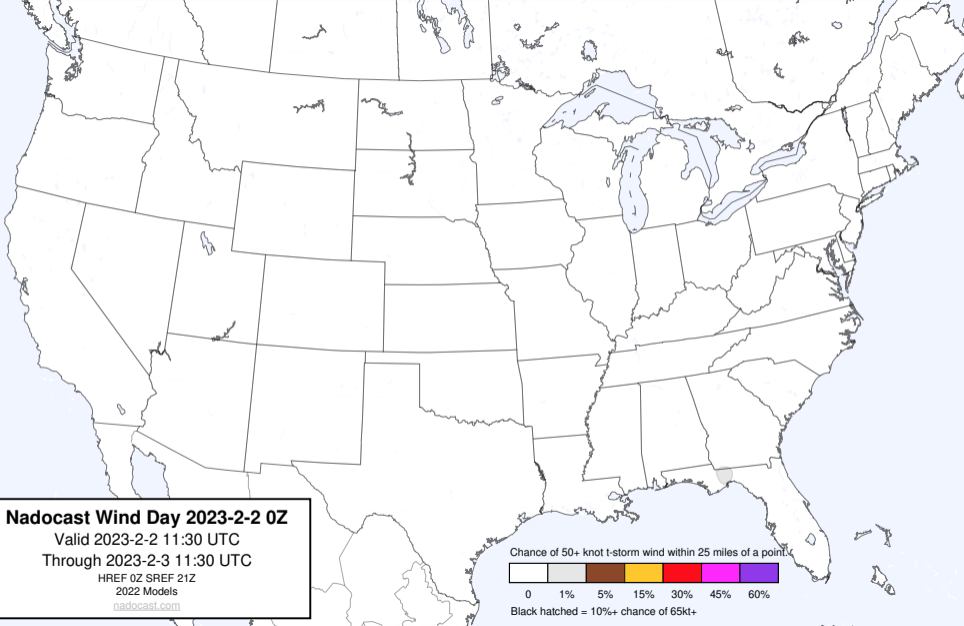 Nadocast Wind Day 2023-2-2 0Z
Valid 2023-2-2 11:30 UTC
Through 2023-2-3 11:30 UTC
HREF 0Z SREF 21Z
2022 Models
nadocast.com
Chance of 50+ knot t-storm wind within 25 miles of a point.
0 1% 5% 15% 30% 45% 60%
Black hatched = 10%+ chance of 65kt+